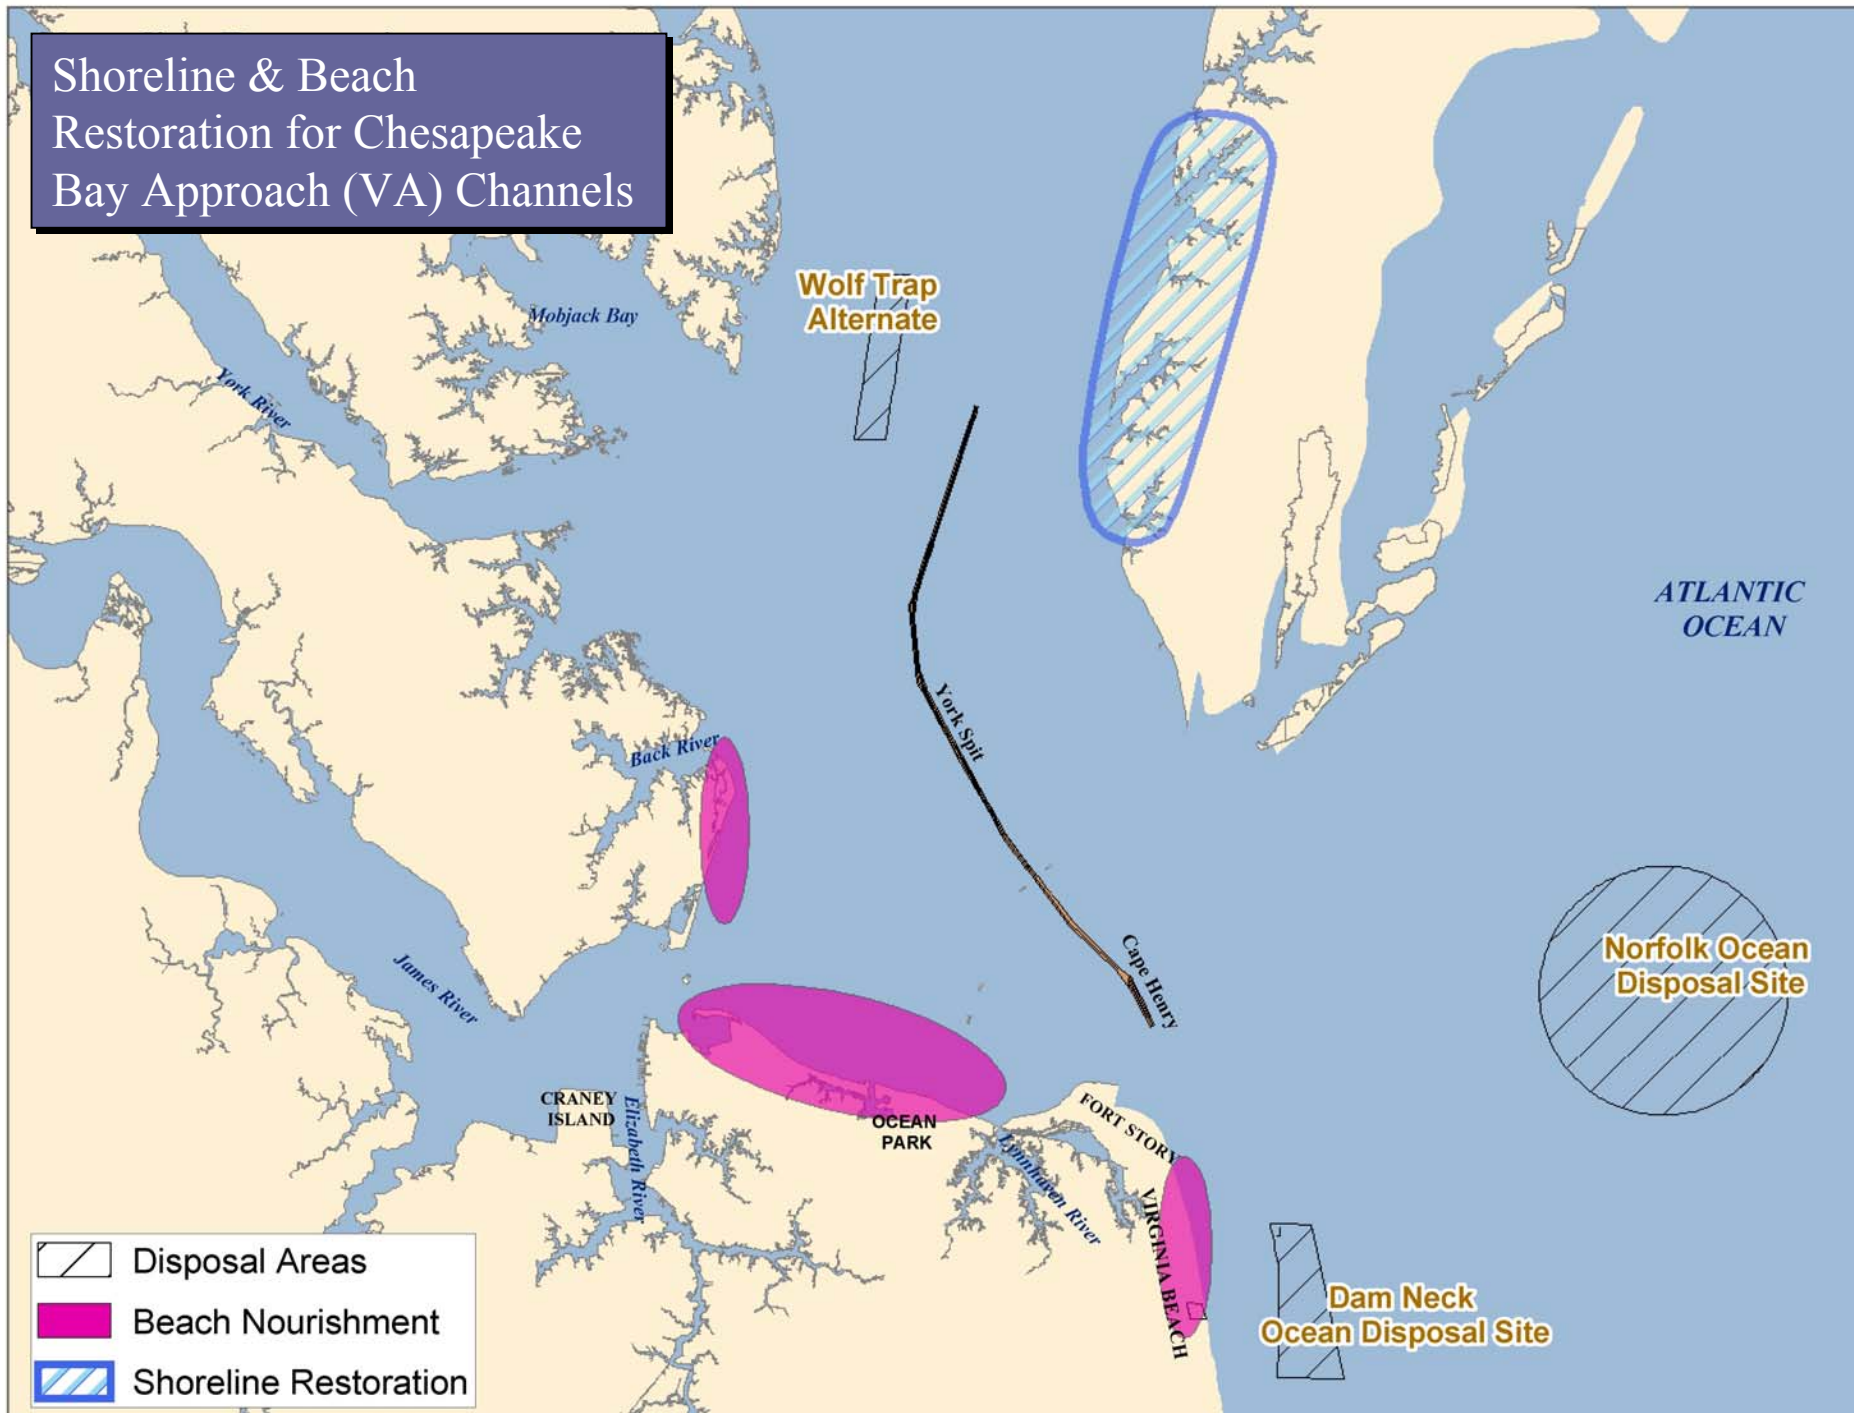 Shoreline & Beach
Restoration for Chesapeake
Bay Approach (VA) Channels
Wolf Trap
Alternate
Mobjack Bay
York River
ATLANTIC
OCEAN
York Spit
Back River
Cape Henry
Norfolk Ocean
Disposal Site
James River
CRANEY
ISLAND
Elizabeth River
OCEAN
PARK
FORT STORY
Lynnhaven River
VIRGINIA BEACH
Dam Neck
Ocean Disposal Site
Disposal Areas
Beach Nourishment
Shoreline Restoration